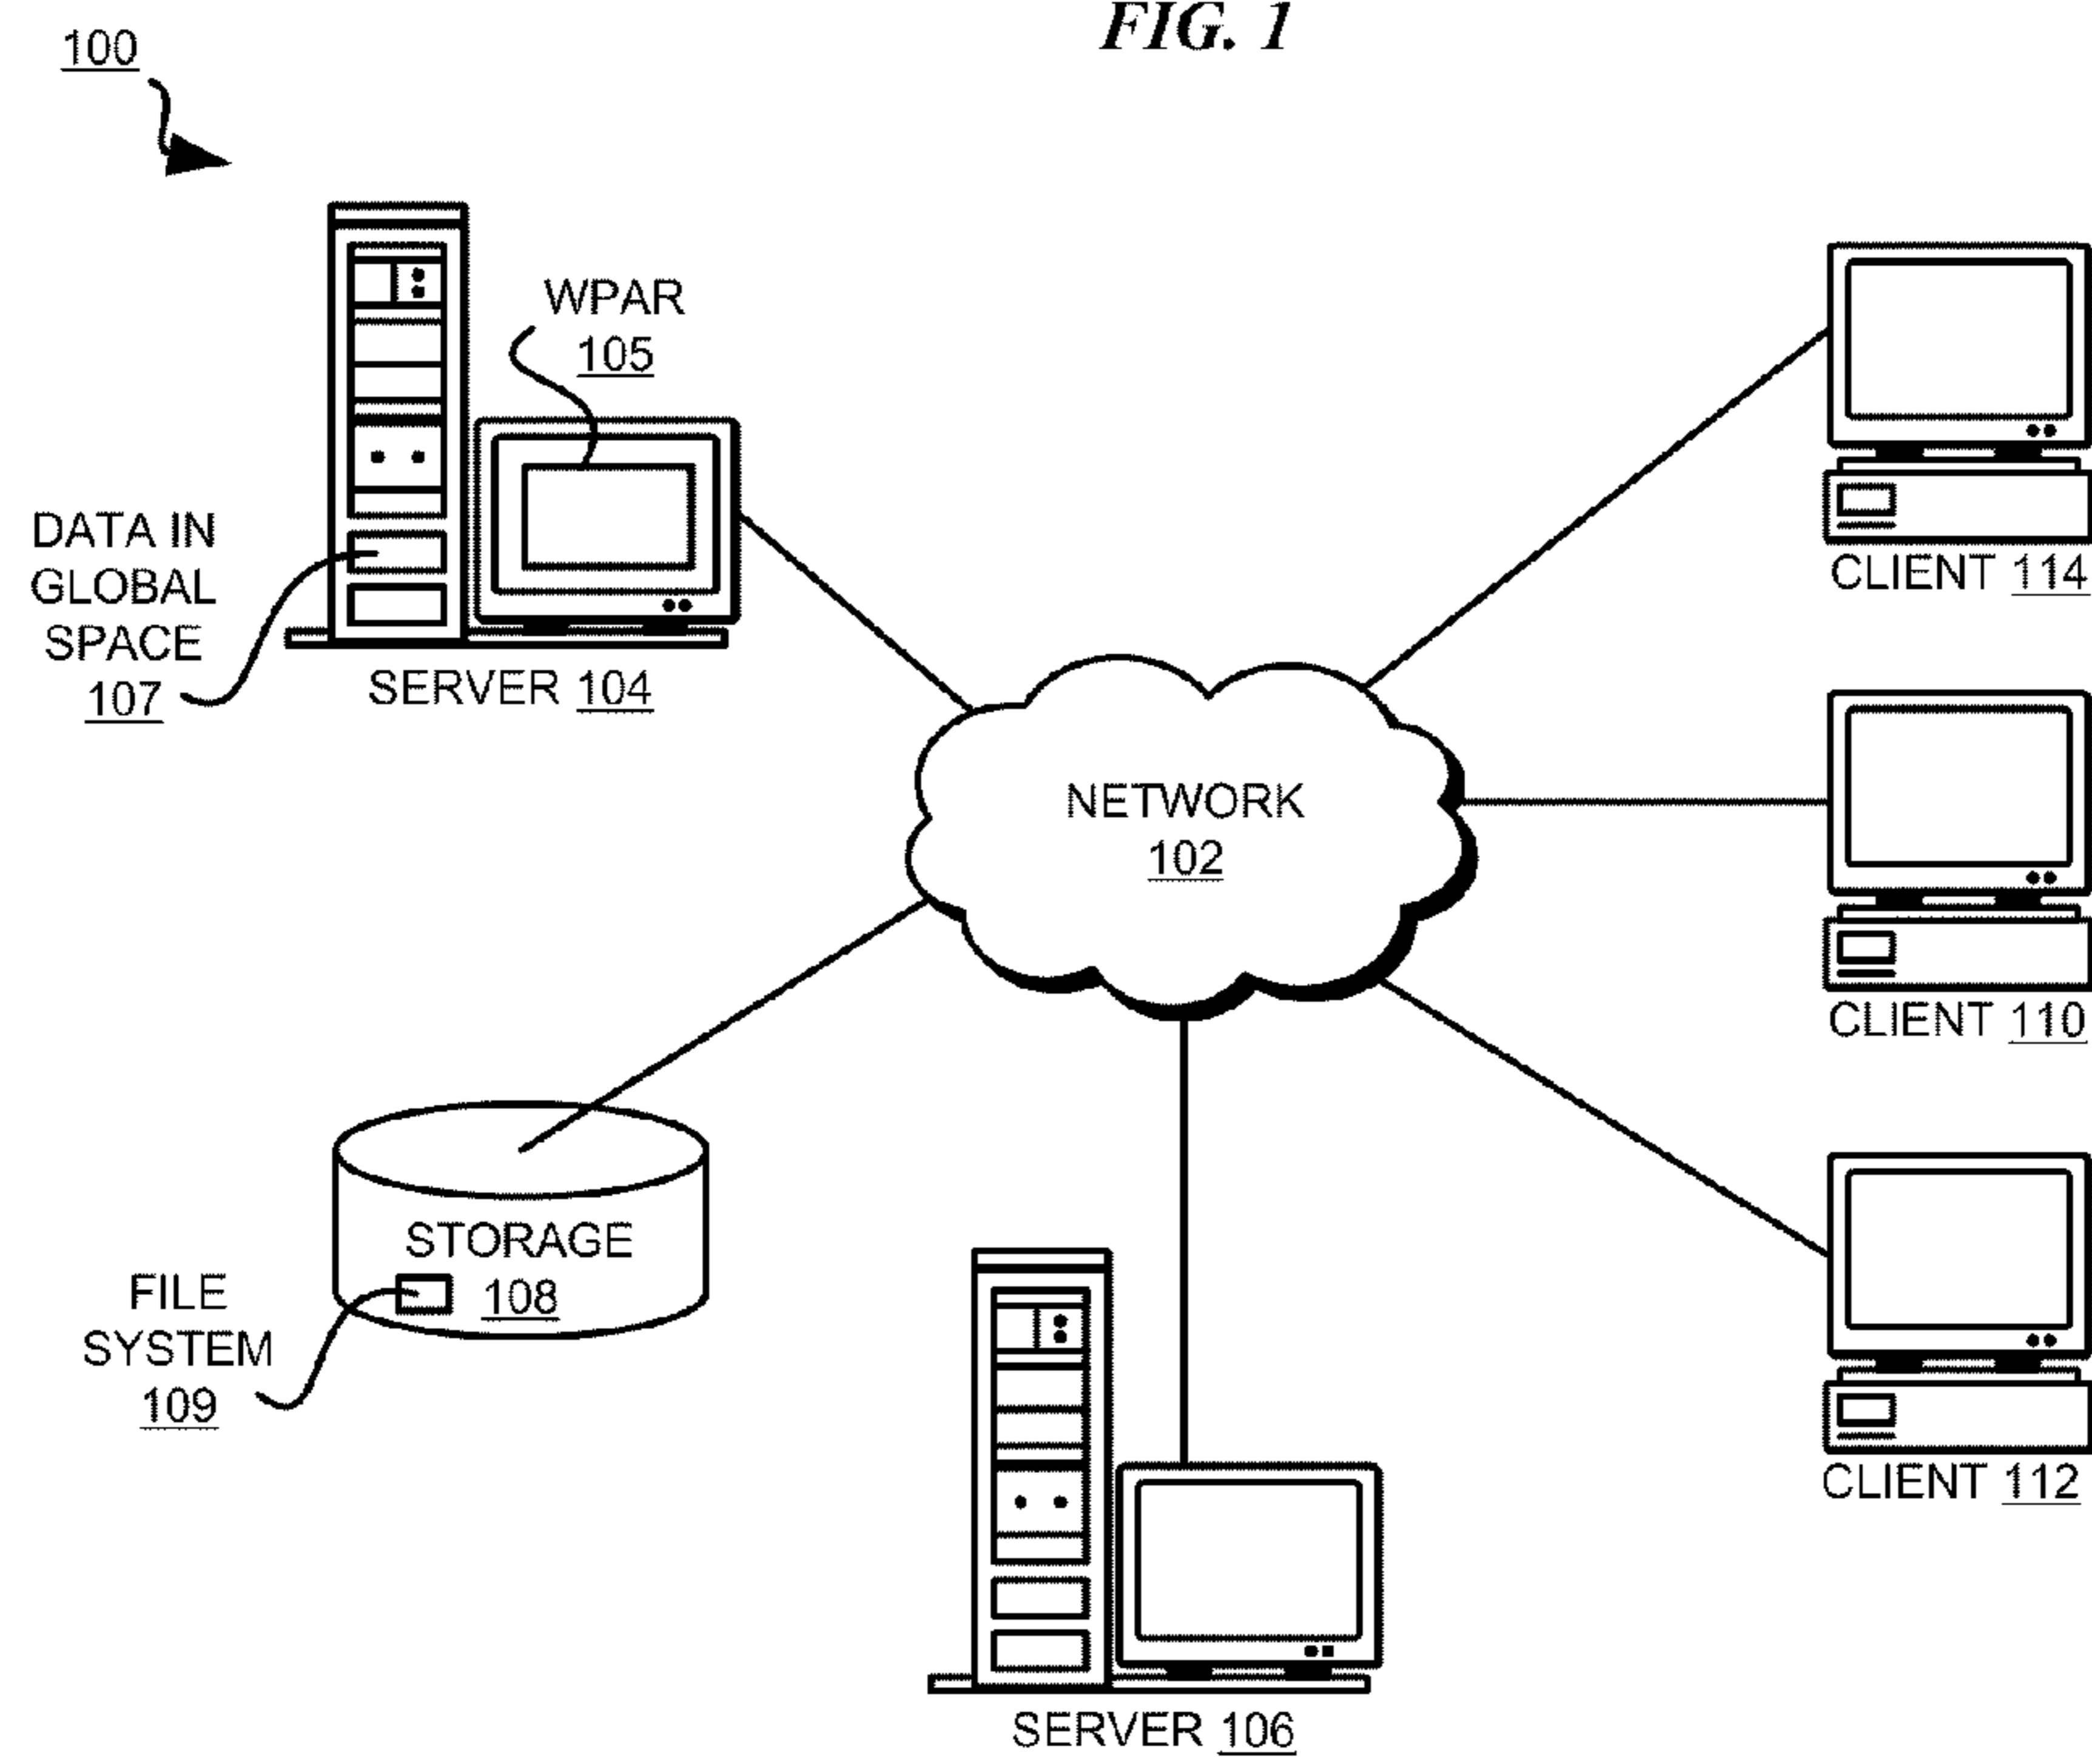 FIG. 1
100
WPAR
105
DATA IN
GLOBAL
SPACE
107
SERVER 104
CLIENT 114
NETWORK
102
CLIENT 110
STORAGE
108
FILE
SYSTEM
109
CLIENT 112
SERVER 106